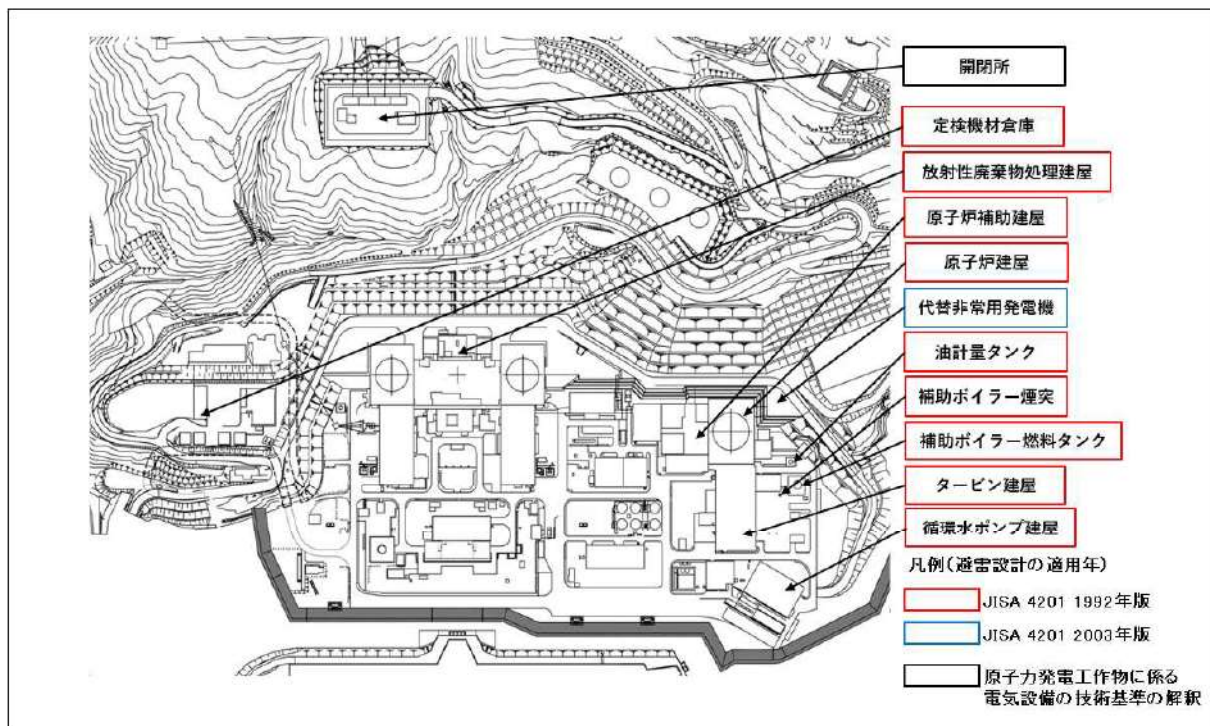 開閉所
定検機材倉庫
放射性廃棄物処理建屋
原子炉補助建屋
原子炉建屋
代替非常用発電機
油計量タンク
補助ボイラー煙突
補助ボイラー燃料タンク
タービン建屋
循環水ポンプ建屋
凡例(避雷設計の適用年)
JISA 4201 1992年版
JISA 4201 2003年版
原子力発電工作物に係る
電気設備の技術基準の解釈